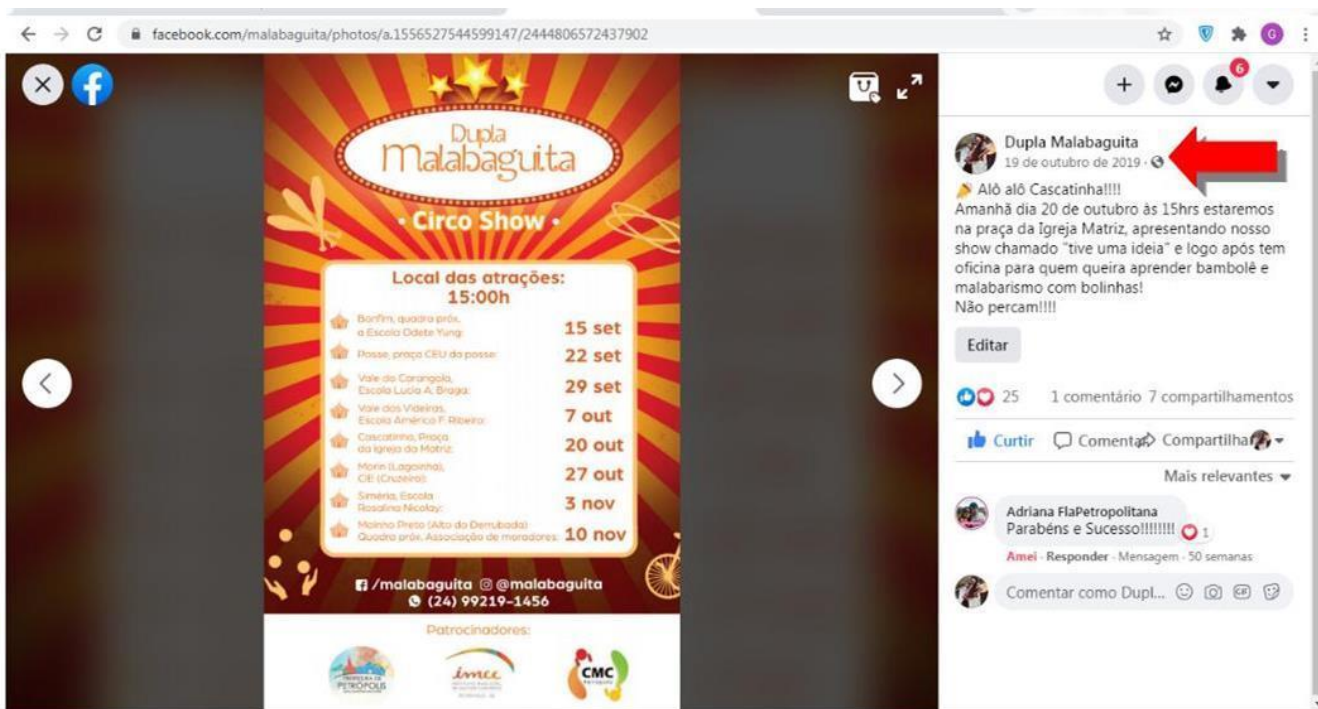 facebook.com/malabaguita/photos/a.1556527544599147/2444806572437902
G
6
Dupla
Malabaguita
• Circo Show •
Local das atrações:
15:00h
Bonfim, quadra próx.
a Escola Odete Yung:
15 set
Posse, praça CEU da posse:
22 set
Vale do Carangola,
Escola Lucia A. Braga:
29 set
Vale das Videiras,
Escola Américo F. Ribeiro:
7 out
Cascatinha, Praça
da Igreja da Matriz:
20 out
Morin (Lagoinha),
CIE (Cruzeiro):
27 out
Siméria, Escola
Rosalina Nicolay:
3 nov
Moinho Preto (Alto da Derrubada)
Quadra próx. Associação de moradores:
10 nov
/malabaguita @malabaguita
(24) 99219-1456
Patrocinadores:
PREFEITURA DE
PETRÓPOLIS
imce
CMC
Dupla Malabaguita
19 de outubro de 2019 ·
Alô alô Cascatinha!!!!
Amanhã dia 20 de outubro às 15hrs estaremos
na praça da Igreja Matriz, apresentando nosso
show chamado "tive uma ideia" e logo após tem
oficina para quem queira aprender bambolê e
malabarismo com bolinhas!
Não percam!!!!
Editar
25 1 comentário 7 compartilhamentos
Curtir Comentar Compartilhar
Mais relevantes
Adriana FlaPetropolitana
Parabéns e Sucesso!!!!!!!!! 1
Amei · Responder · Mensagem · 50 semanas
Comentar como Dupl... GIF